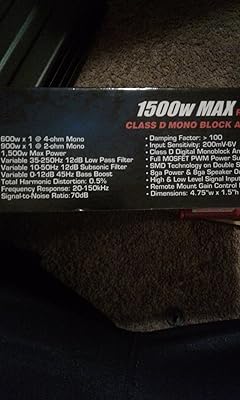 1500w MAX
CLASS D MONO BLOCK
600w x 1 @ 4-ohm Mono
900w x 1 @ 2-ohm Mono
1,500w Max Power
Variable 35-250Hz 12dB Low Pass Filter
Variable 10-50Hz 12dB Subsonic Filter
Variable 0-12dB 45Hz Bass Boost
Total Harmonic Distortion: 0.5%
Frequency Response: 20-150kHz
Signal-to-Noise Ratio:70dB
• Damping Factor: > 100
• Input Sensitivity: 200mV-6V
• Class D Digital Monoblock
• Full MOSFET PWM Power
• SMD Technology on Double
• 8ga Power & 8ga Speaker
• High & Low Level Signal
• Remote Mount Gain Control
• Dimensions: 4.75"w x 1.5"h